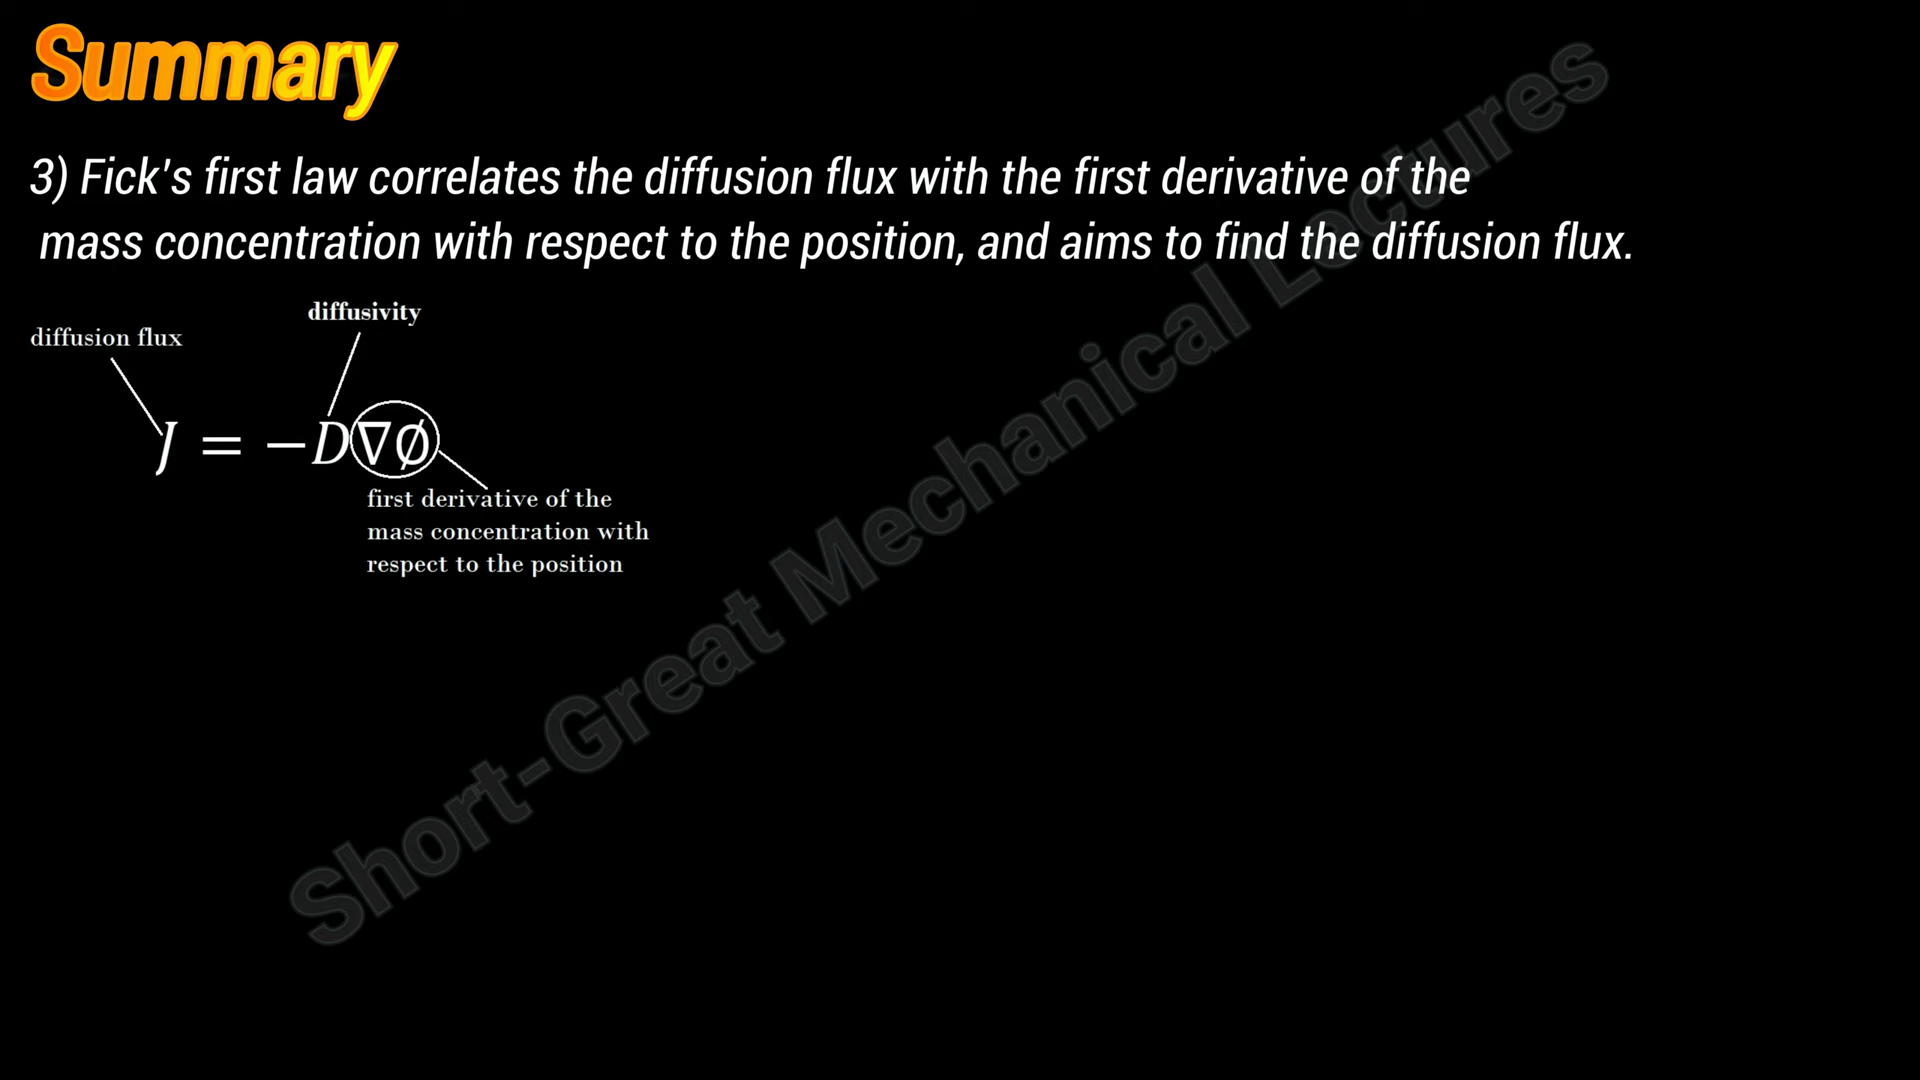 Summary
3) Fick's first law correlates the diffusion flux with the first derivative of the
mass concentration with respect to the position, and aims to find the diffusion flux.
diffusivity
diffusion flux
J = −D∇∅
first derivative of the
mass concentration with
respect to the position
Short-Great Mechanical Lectures